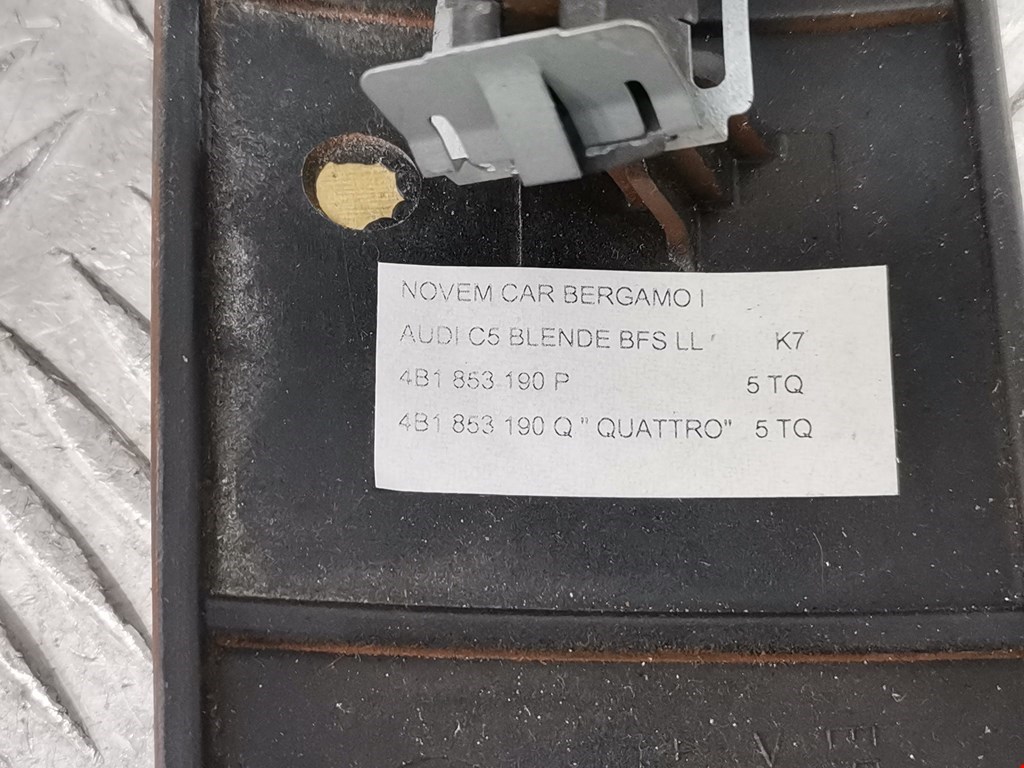 NOVEM CAR BERGAMO I
AUDI C5 BLENDE BFS LL K7
4B1 853 190 P 5 TQ
4B1 853 190 Q " QUATTRO" 5 TQ